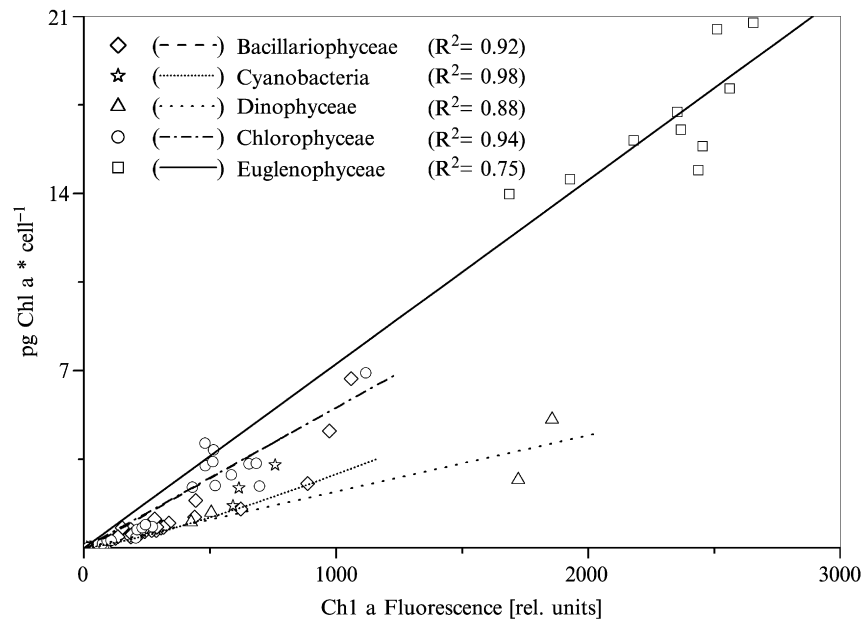 21
14
7
0
1000
2000
3000
pg Chl a * cell⁻¹
Ch1 a Fluorescence [rel. units]
() Bacillariophyceae (R²= 0.92)
() Cyanobacteria (R²= 0.98)
() Dinophyceae (R²= 0.88)
() Chlorophyceae (R²= 0.94)
() Euglenophyceae (R²= 0.75)